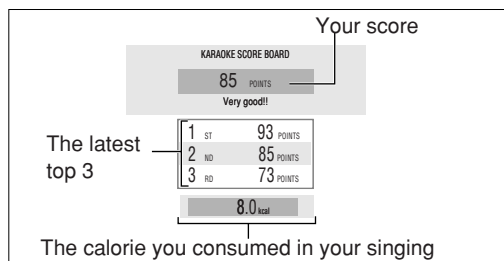 Your score
KARAOKE SCORE BOARD
85 POINTS
Very good!!
The latest
top 3
1 ST 93 POINTS
2 ND 85 POINTS
3 RD 73 POINTS
8.0 kcal
The calorie you consumed in your singing